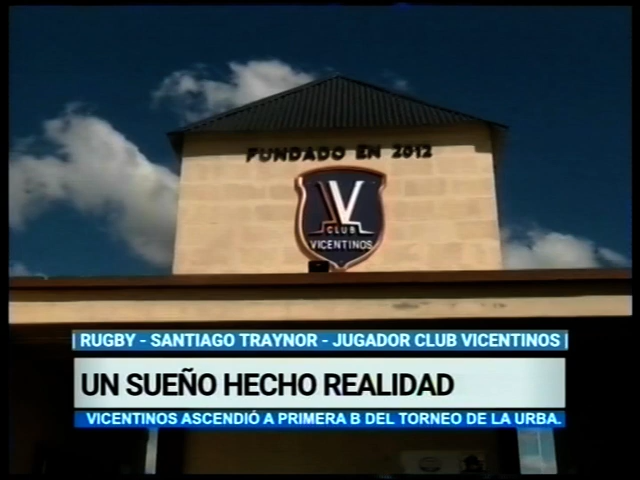 FUNDADO EN 2012
V
CLUB
VICENTINOS
| RUGBY - SANTIAGO TRAYNOR - JUGADOR CLUB VICENTINOS |
UN SUEÑO HECHO REALIDAD
VICENTINOS ASCENDIÓ A PRIMERA B DEL TORNEO DE LA URBA.